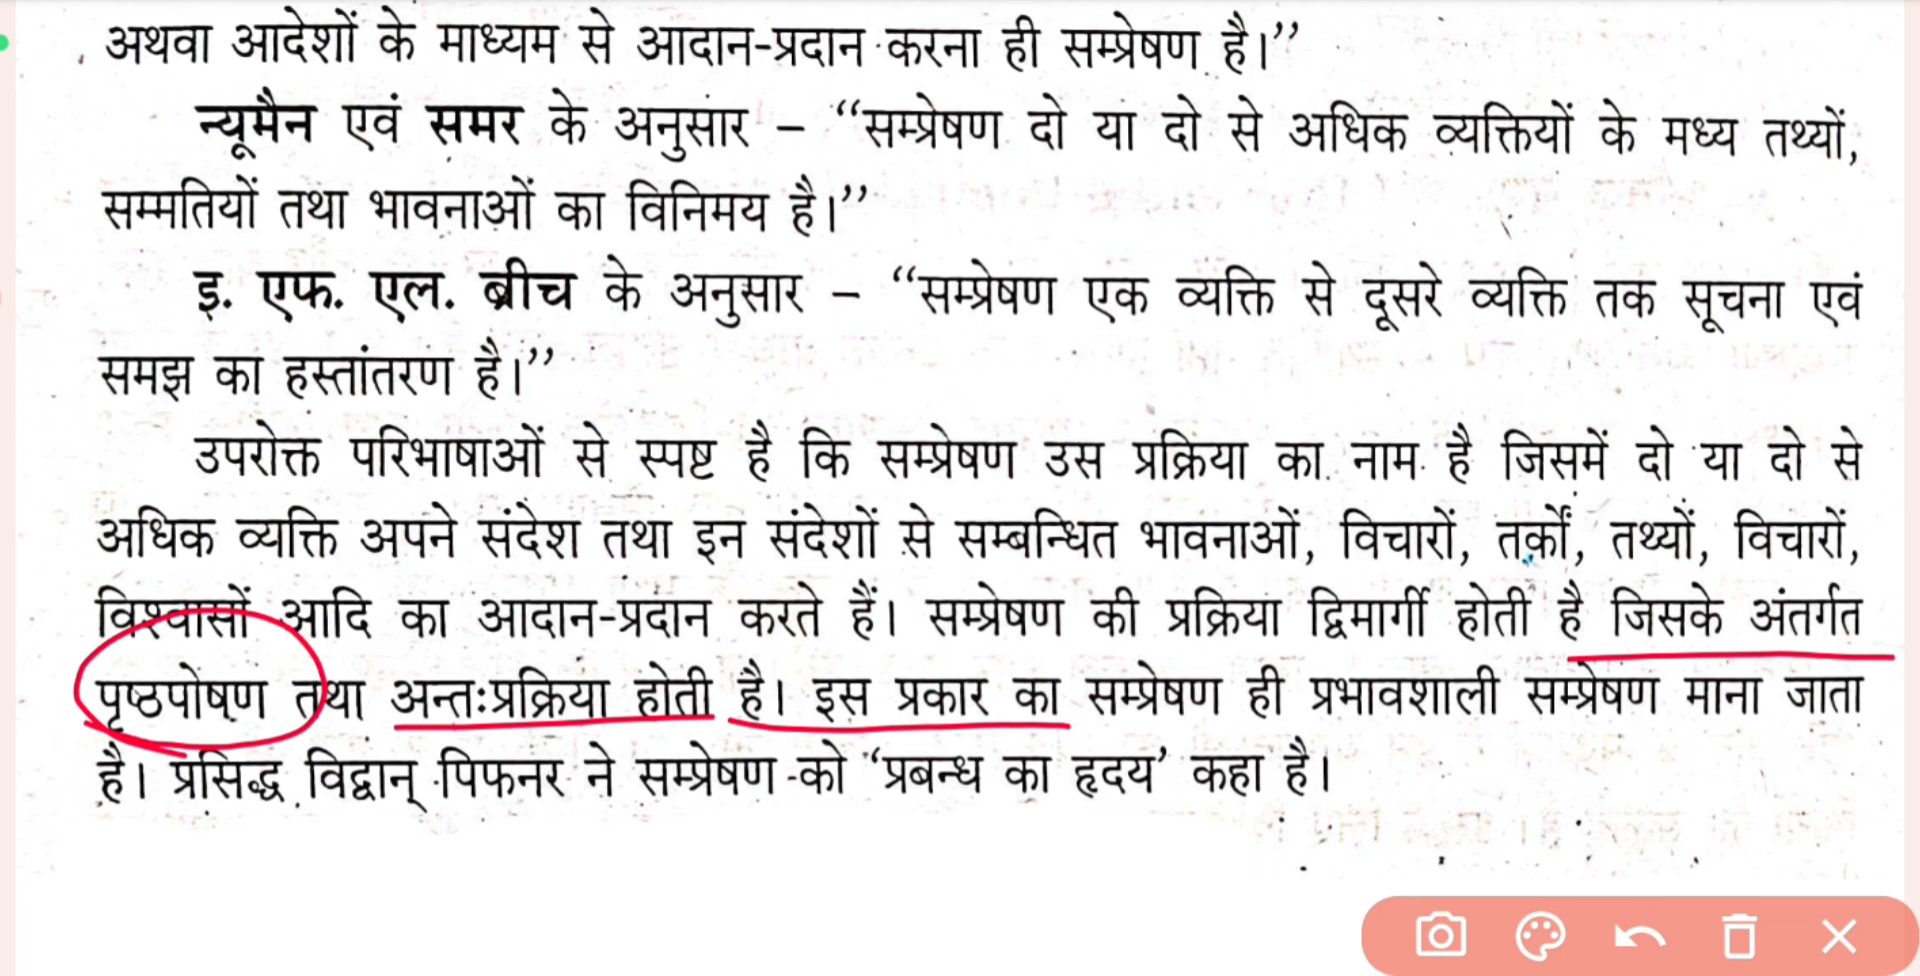 अथवा आदेशों के माध्यम से आदान-प्रदान करना ही सम्प्रेषण है।”
न्यूमैन एवं समर के अनुसार – “सम्प्रेषण दो या दो से अधिक व्यक्तियों के मध्य तथ्यों,
सम्मतियों तथा भावनाओं का विनिमय है।”
इ. एफ. एल. ब्रीच के अनुसार – “सम्प्रेषण एक व्यक्ति से दूसरे व्यक्ति तक सूचना एवं
समझ का हस्तांतरण है।”
उपरोक्त परिभाषाओं से स्पष्ट है कि सम्प्रेषण उस प्रक्रिया का नाम है जिसमें दो या दो से
अधिक व्यक्ति अपने संदेश तथा इन संदेशों से सम्बन्धित भावनाओं, विचारों, तर्कों, तथ्यों, विचारों,
विश्वासों आदि का आदान-प्रदान करते हैं। सम्प्रेषण की प्रक्रिया द्विमार्गी होती है जिसके अंतर्गत
पृष्ठपोषण तथा अन्तःप्रक्रिया होती है। इस प्रकार का सम्प्रेषण ही प्रभावशाली सम्प्रेषण माना जाता
है। प्रसिद्ध विद्वान् पिफनर ने सम्प्रेषण को ‘प्रबन्ध का हृदय’ कहा है।